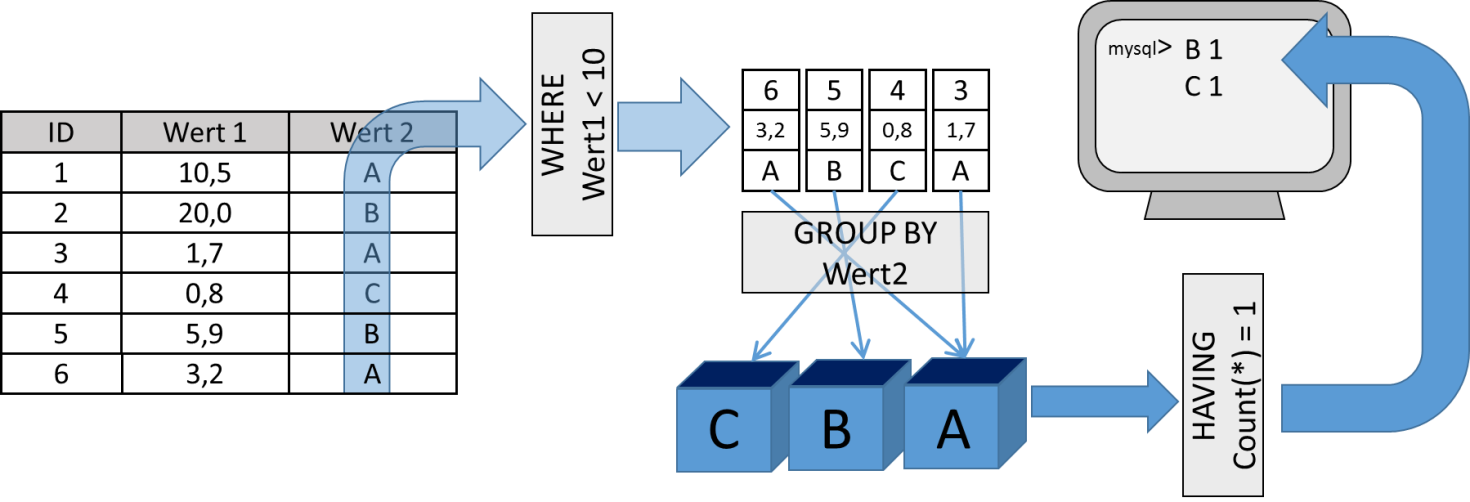 ID Wert 1 Wert 2
1 10,5 A
2 20,0 B
3 1,7 A
4 0,8 C
5 5,9 B
6 3,2 A
WHERE
Wert1 < 10
6 5 4 3
3,2 5,9 0,8 1,7
A B C A
GROUP BY
Wert2
C B A
HAVING
Count(*) = 1
mysql> B 1
C 1